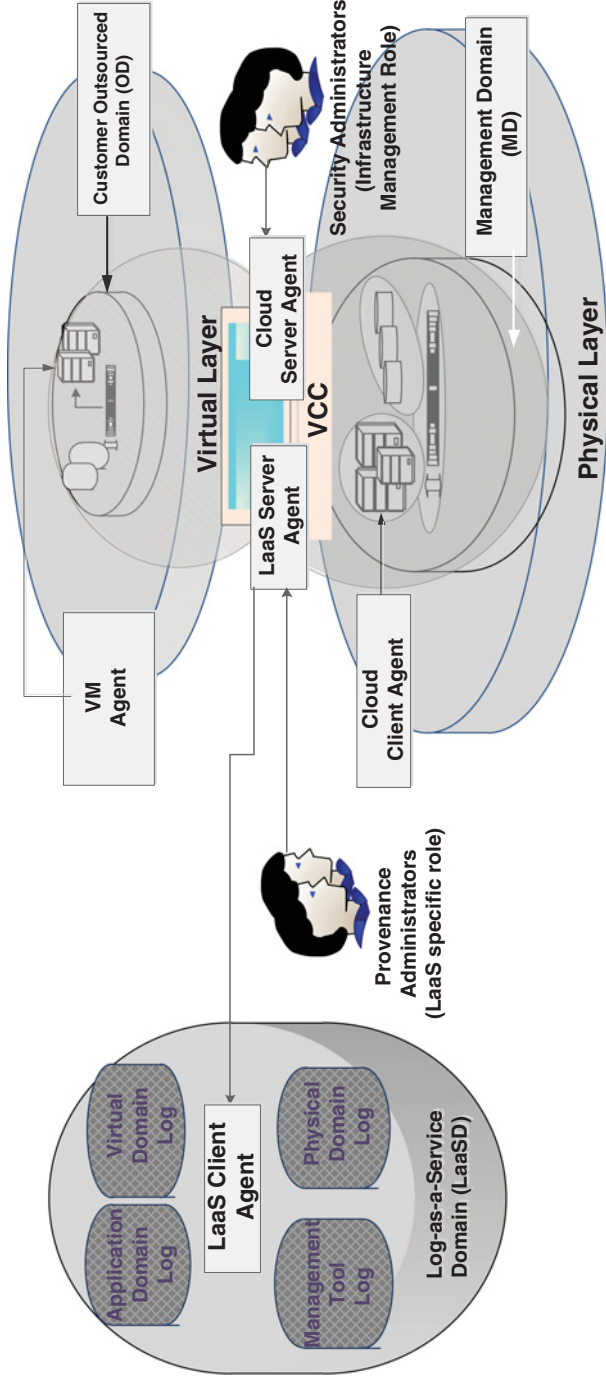 Application
Domain
Log
Virtual
Domain
Log
LaaS Client
Agent
Management
Tool
Log
Physical
Domain
Log
Log-as-a-Service
Domain (LaaSD)
Provenance
Administrators
(LaaS specific role)
VM
Agent
Customer Outsourced
Domain (OD)
Virtual Layer
LaaS Server
Agent
Cloud
Server Agent
VCC
Security Administrators
(Infrastructure
Management Role)
Cloud
Client Agent
Management Domain
(MD)
Physical Layer